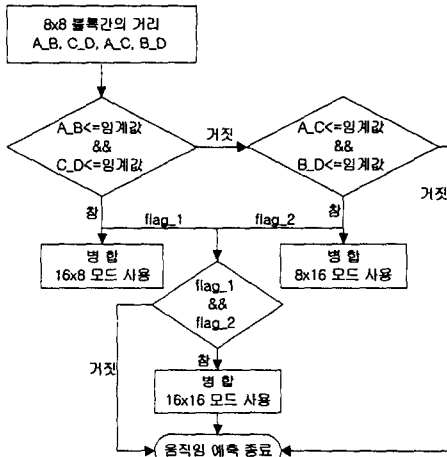 8x8 블록간의 거리
A_B, C_D, A_C, B_D
A_B<=임계값
&&
C_D<=임계값
거짓
A_C<=임계값
&&
B_D<=임계값
거짓
참
flag_1
flag_2
참
병 합
16x8 모드 사용
병 합
8x16 모드 사용
flag_1
&&
flag_2
거짓
참
병 합
16x16 모드 사용
움직임 예측 종료